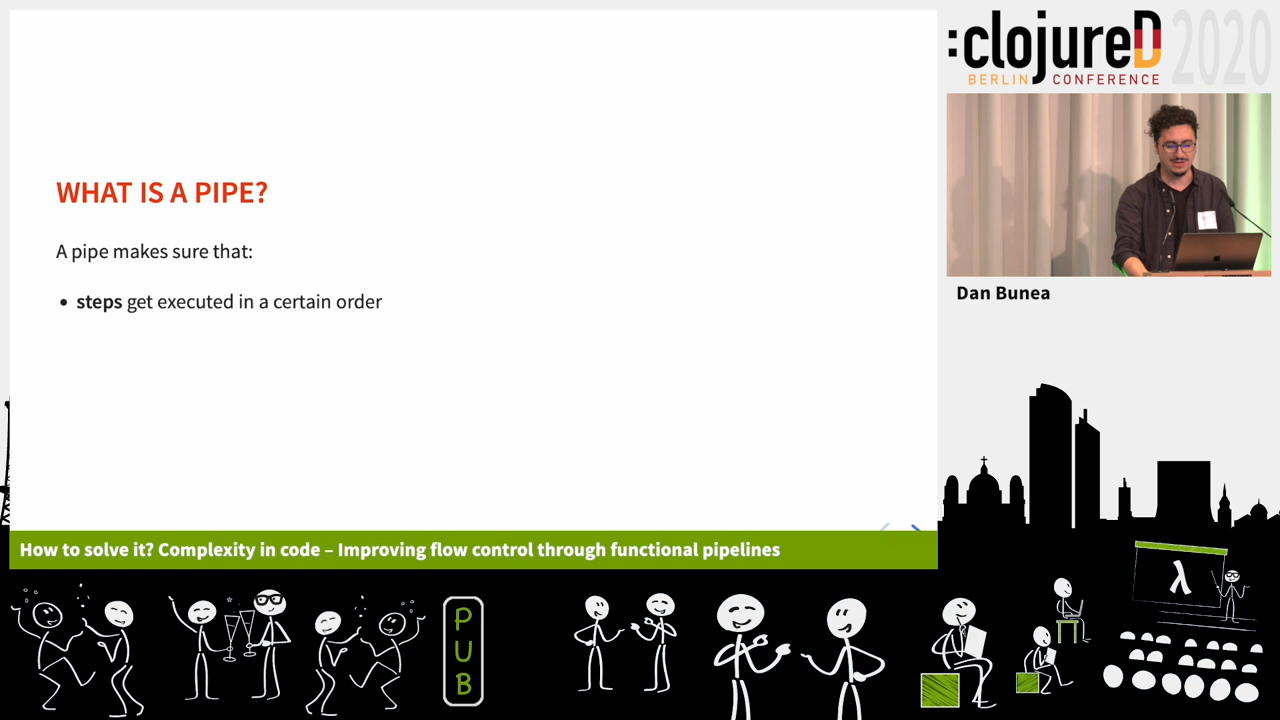 WHAT IS A PIPE?
A pipe makes sure that:
• steps get executed in a certain order
:clojureD 2020
BERLIN CONFERENCE
Dan Bunea
How to solve it? Complexity in code – Improving flow control through functional pipelines
PUB
λ